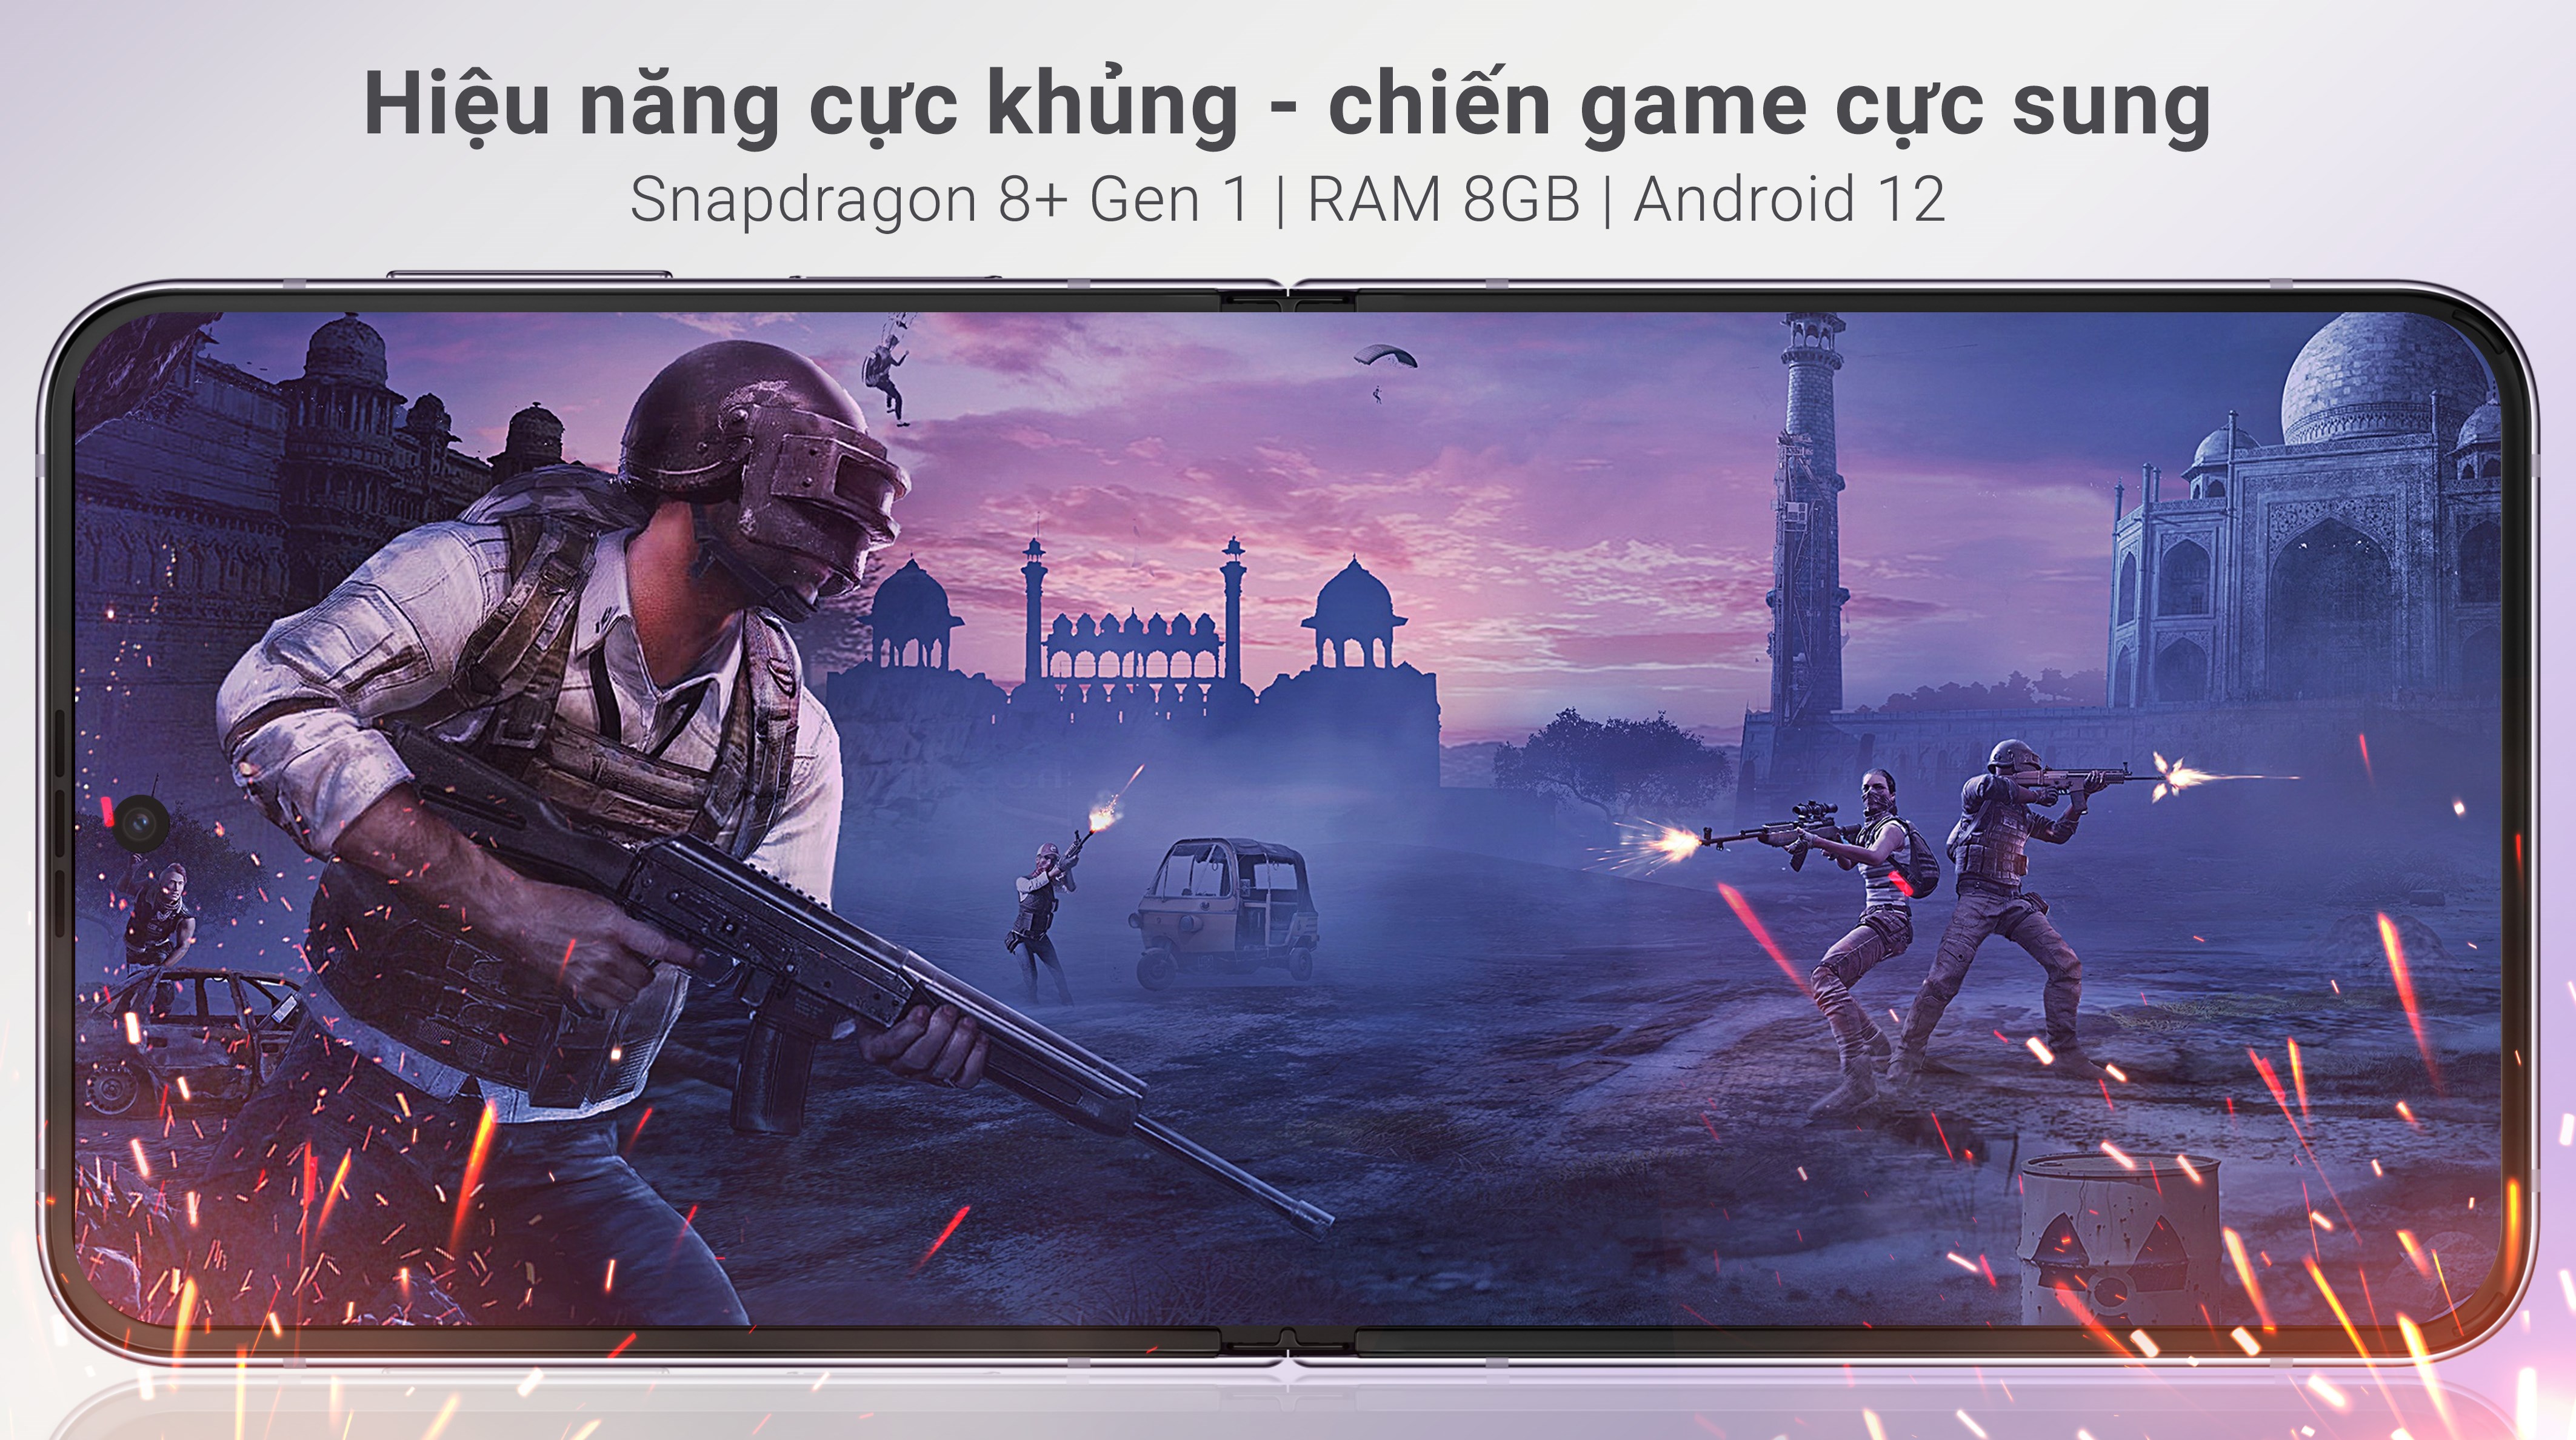 Hiệu năng cực khủng - chiến game cực sung
Snapdragon 8+ Gen 1 | RAM 8GB | Android 12